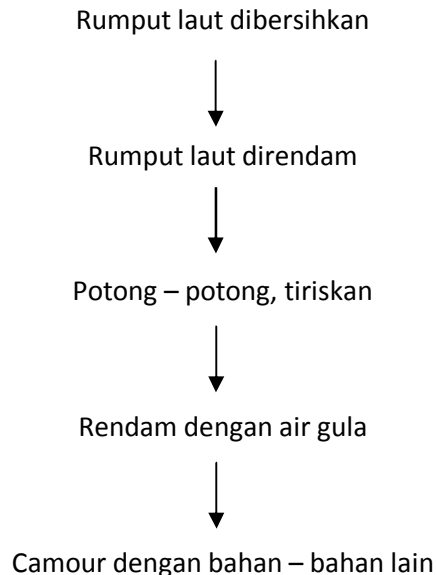 Rumput laut dibersihkan
Rumput laut direndam
Potong – potong, tiriskan
Rendam dengan air gula
Camour dengan bahan – bahan lain